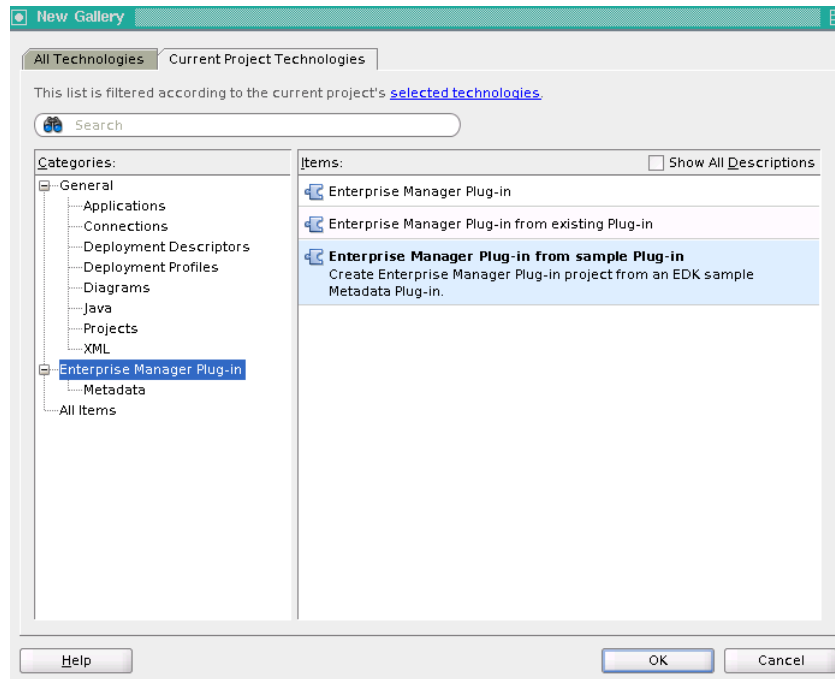 New Gallery
All Technologies
Current Project Technologies
This list is filtered according to the current project's selected technologies.
Search
Categories:
General
Applications
Connections
Deployment Descriptors
Deployment Profiles
Diagrams
Java
Projects
XML
Enterprise Manager Plug-in
Metadata
All Items
Items:
Show All Descriptions
Enterprise Manager Plug-in
Enterprise Manager Plug-in from existing Plug-in
Enterprise Manager Plug-in from sample Plug-in
Create Enterprise Manager Plug-in project from an EDK sample
Metadata Plug-in.
Help
OK
Cancel